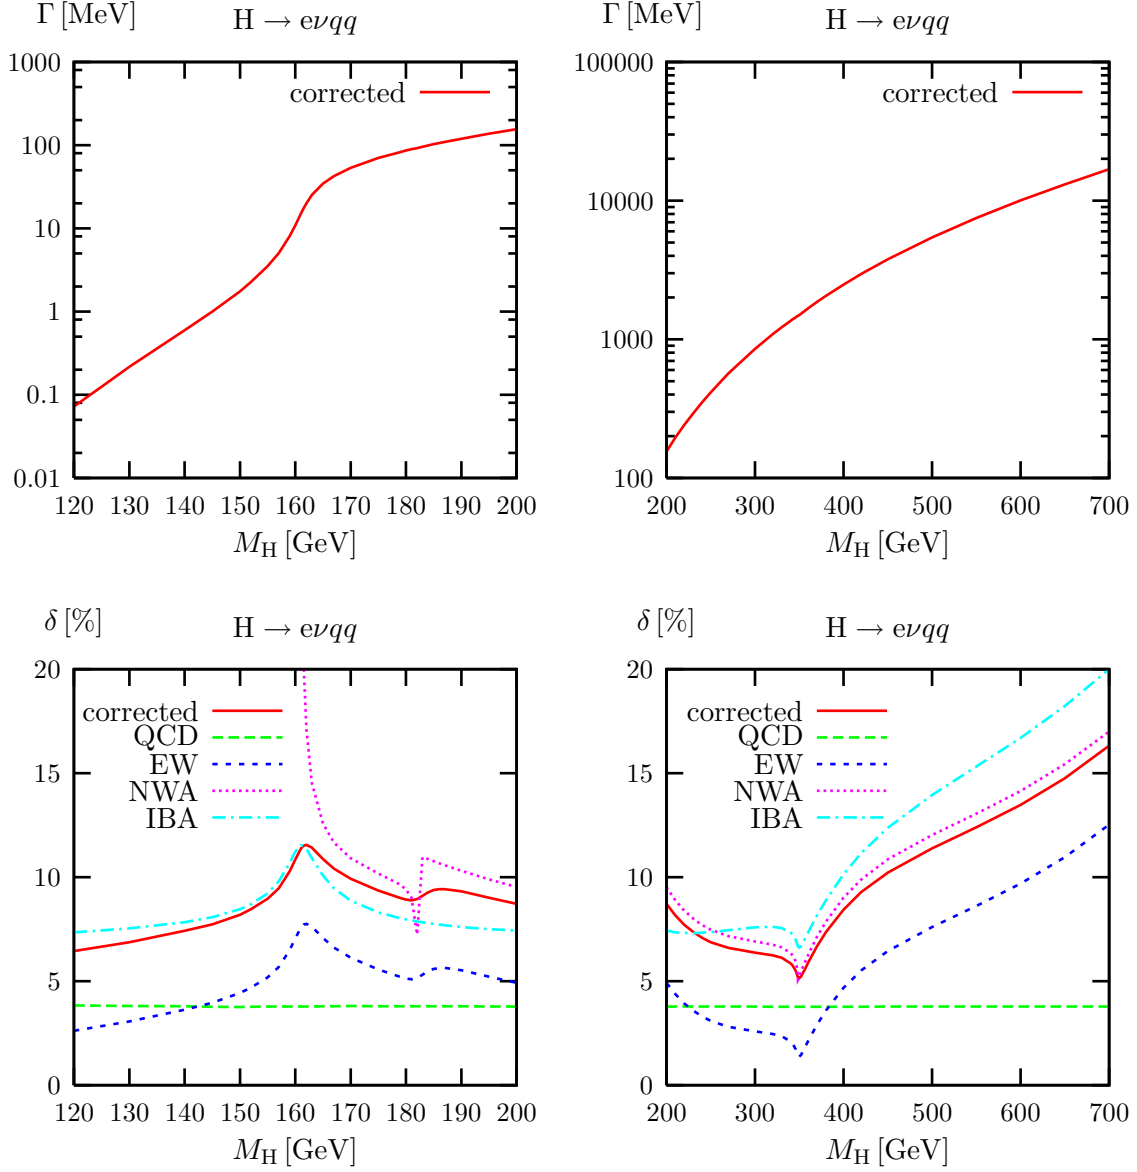 Γ [MeV]
H → eνqq
1000
100
10
1
0.1
0.01
corrected
120 130 140 150 160 170 180 190 200
M_H [GeV]
Γ [MeV]
H → eνqq
100000
10000
1000
100
corrected
200 300 400 500 600 700
M_H [GeV]
δ [%]
H → eνqq
20
15
10
5
0
corrected
QCD
EW
NWA
IBA
120 130 140 150 160 170 180 190 200
M_H [GeV]
δ [%]
H → eνqq
20
15
10
5
0
corrected
QCD
EW
NWA
IBA
200 300 400 500 600 700
M_H [GeV]